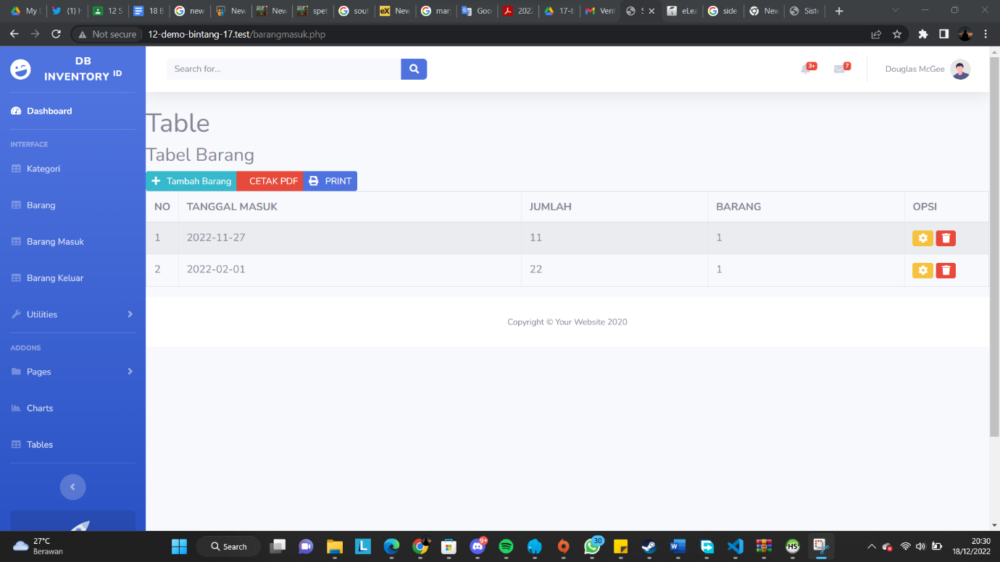 My
(1)
12 S
18 B
new
New
New
spet
sout
New
mar
Goo
2022
17-b
Verif
S
eLea
side
New
Siste
Not secure
12-demo-bintang-17.test/barangmasuk.php
DB
INVENTORY ID
Search for...
3+
7
Douglas McGee
Dashboard
INTERFACE
Kategori
Barang
Barang Masuk
Barang Keluar
Utilities
ADDONS
Pages
Charts
Tables
Table
Tabel Barang
Tambah Barang CETAK PDF PRINT
NO TANGGAL MASUK JUMLAH BARANG OPSI
1 2022-11-27 11 1
2 2022-02-01 22 1
Copyright © Your Website 2020
27°C
Berawan
Search
L
9+
30
W
HS
20:30
18/12/2022